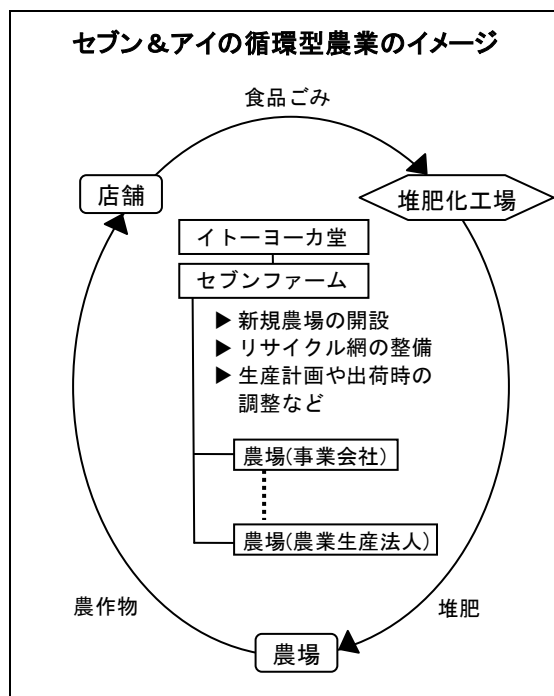 セブン＆アイの循環型農業のイメージ
食品ごみ
店舗
堆肥化工場
イトーヨーカ堂
セブンファーム
▶ 新規農場の開設
▶ リサイクル網の整備
▶ 生産計画や出荷時の
調整など
農場(事業会社)
農場(農業生産法人)
農作物
堆肥
農場